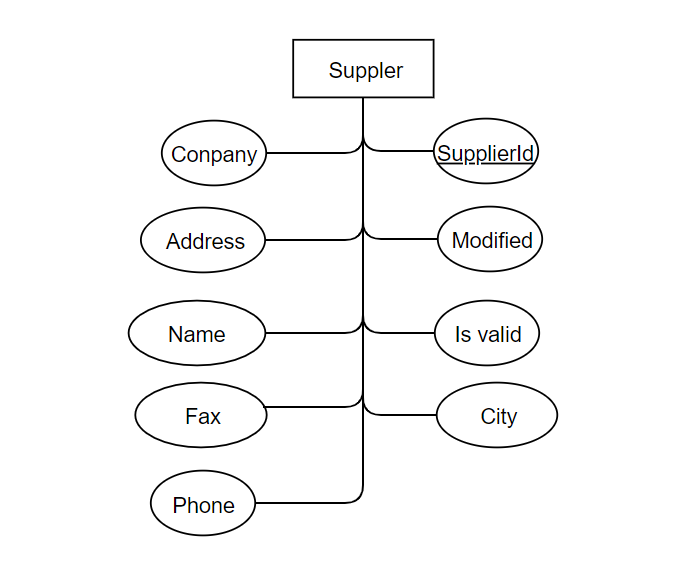 Suppler
Conpany
SupplierId
Address
Modified
Name
Is valid
Fax
City
Phone